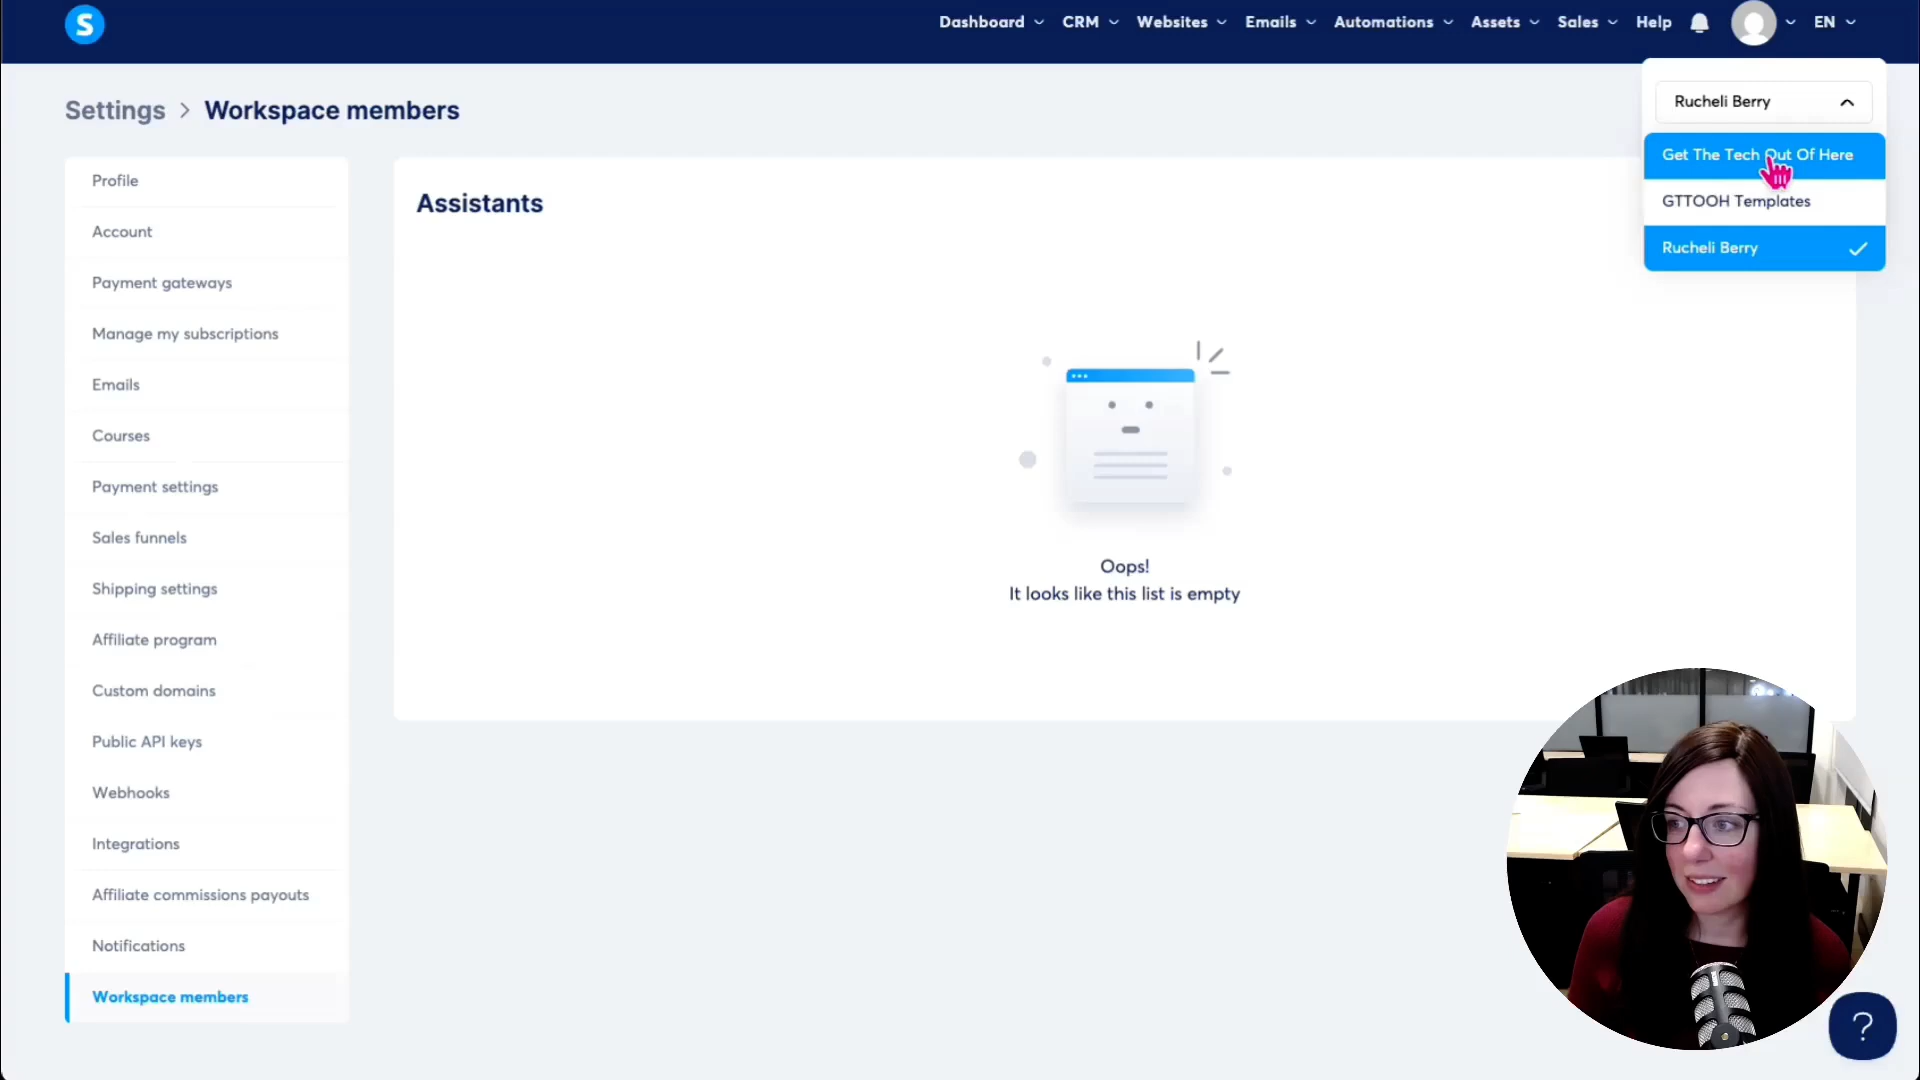 S
Dashboard
CRM
Websites
Emails
Automations
Assets
Sales
Help
EN
Settings > Workspace members
Rucheli Berry
Get The Tech Out Of Here
GTTOOH Templates
Rucheli Berry
Profile
Account
Payment gateways
Manage my subscriptions
Emails
Courses
Payment settings
Sales funnels
Shipping settings
Affiliate program
Custom domains
Public API keys
Webhooks
Integrations
Affiliate commissions payouts
Notifications
Workspace members
Assistants
Oops!
It looks like this list is empty
?